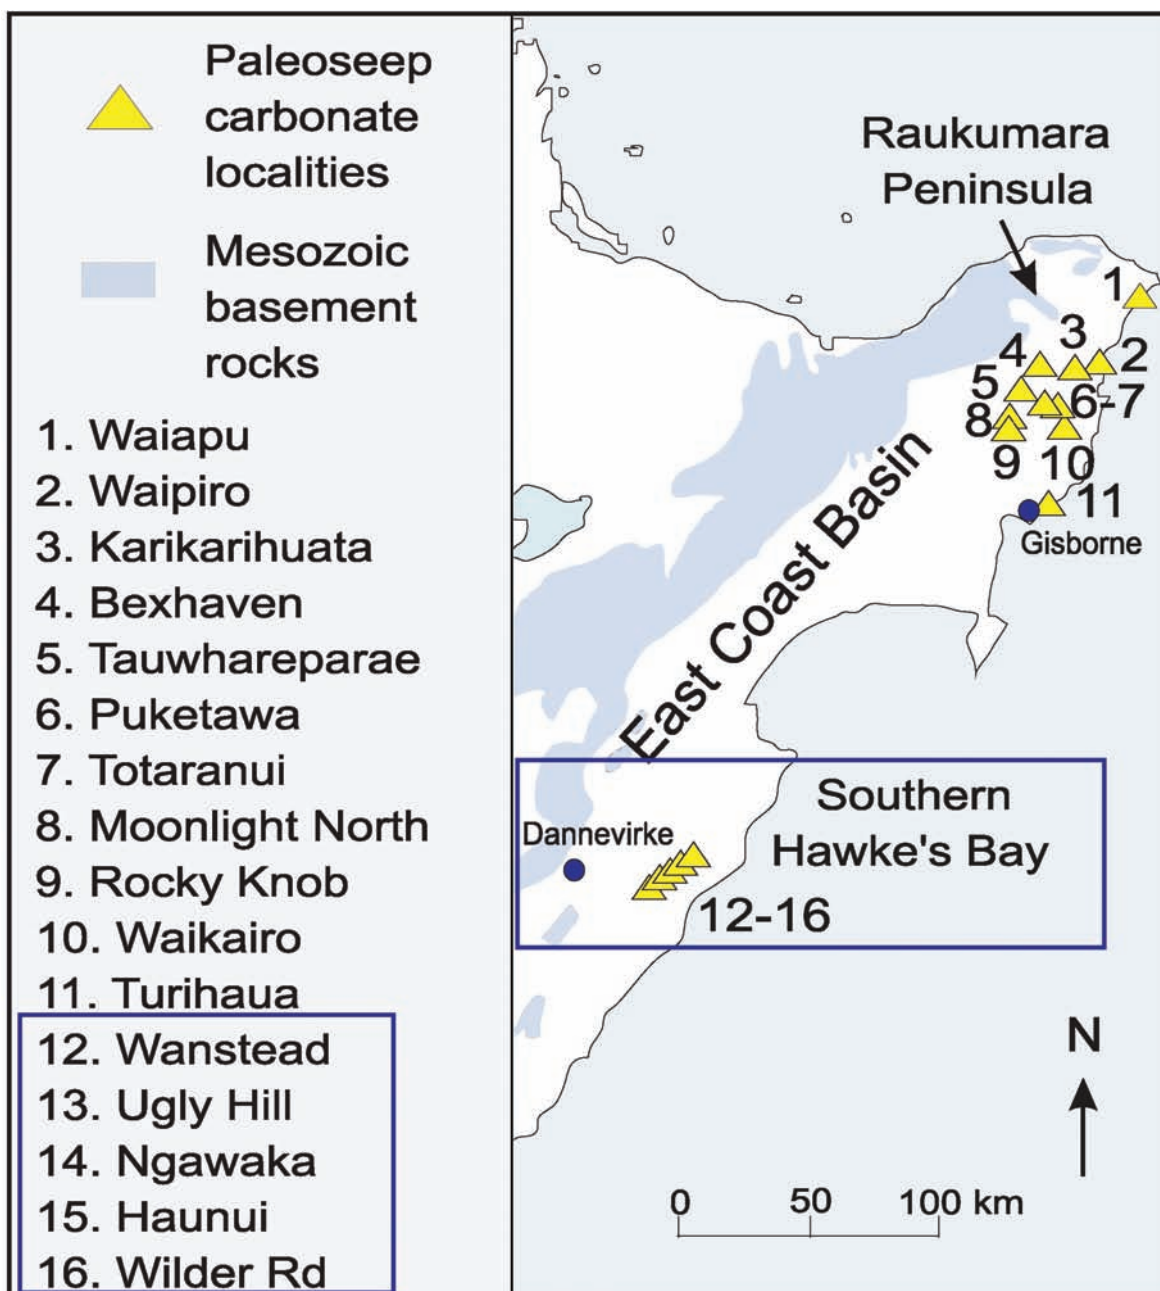 Paleoseep
carbonate
localities
Mesozoic
basement
rocks
1. Waiapu
2. Waipiro
3. Karikarihuata
4. Bexhaven
5. Tauwhareparae
6. Puketawa
7. Totaranui
8. Moonlight North
9. Rocky Knob
10. Waikairo
11. Turihaua
12. Wanstead
13. Ugly Hill
14. Ngawaka
15. Haunui
16. Wilder Rd
Raukumara
Peninsula
1
3
4
2
5
6-7
8
9
10
11
Gisborne
East Coast Basin
Southern
Hawke's Bay
Dannevirke
12-16
N
0 50 100 km